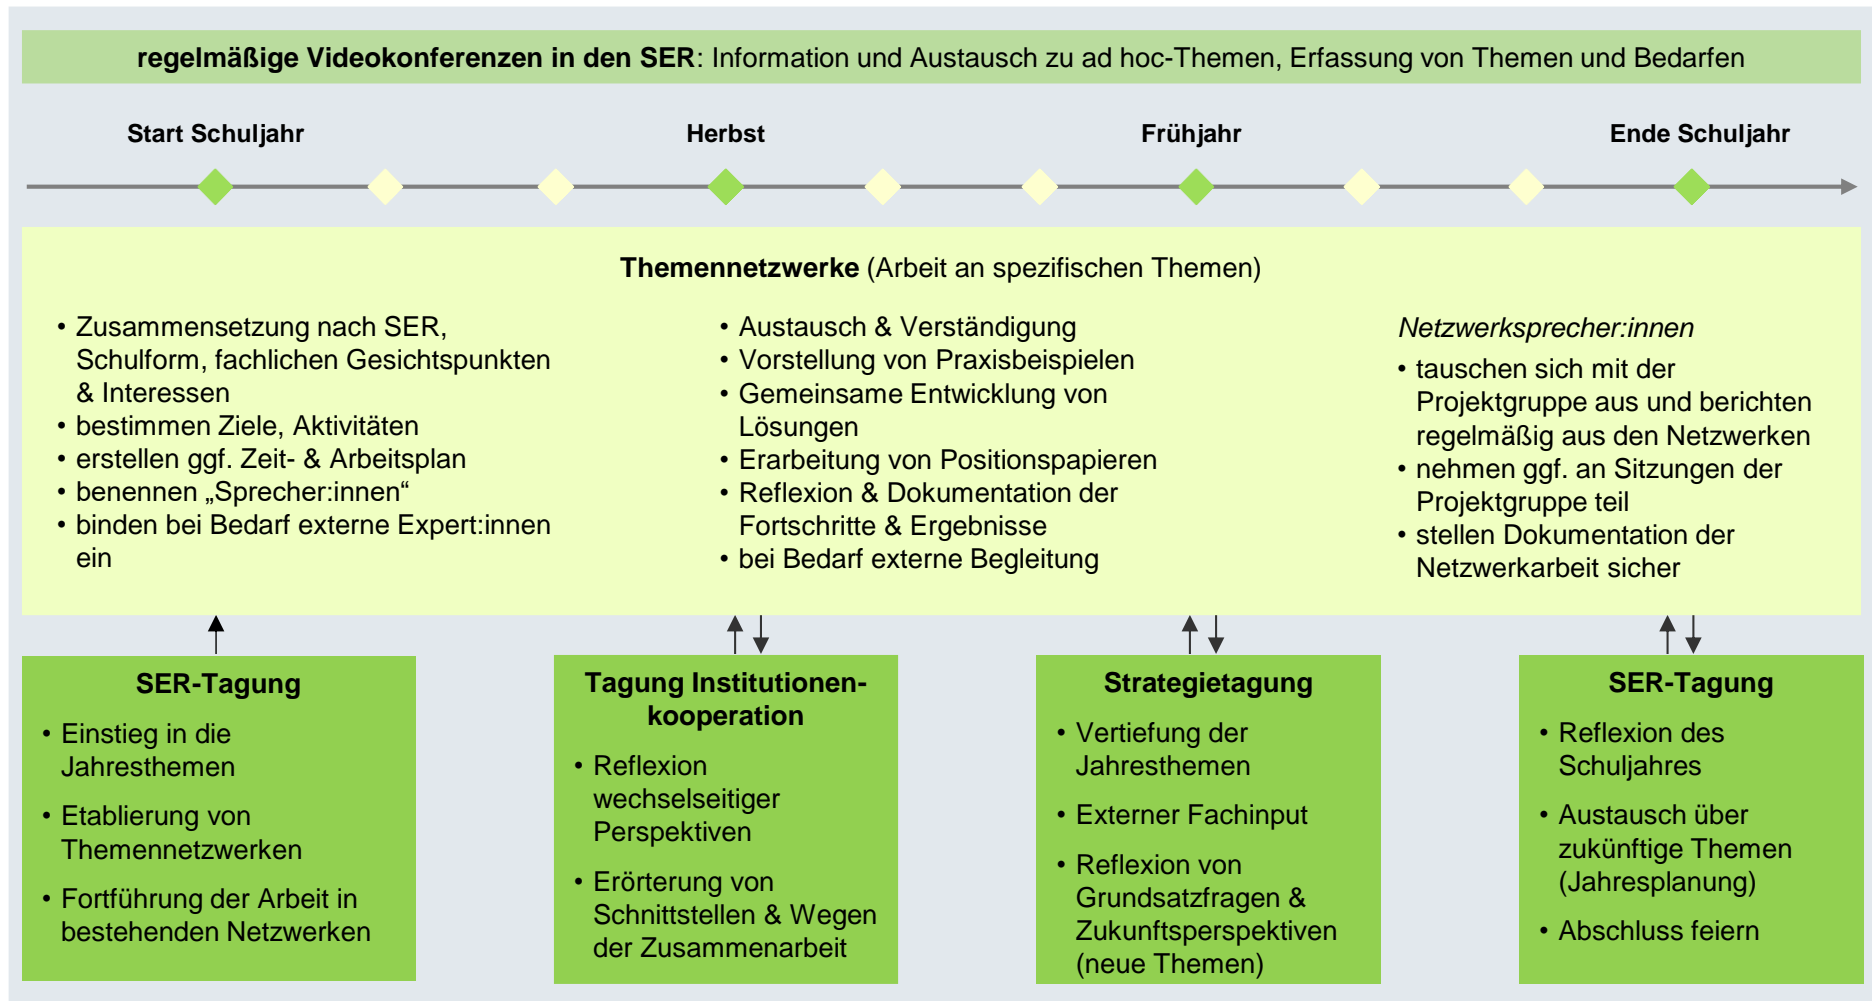 regelmäßige Videokonferenzen in den SER: Information und Austausch zu ad hoc-Themen, Erfassung von Themen und Bedarfen
Start Schuljahr
Herbst
Frühjahr
Ende Schuljahr
Themennetzwerke (Arbeit an spezifischen Themen)
• Zusammensetzung nach SER,
Schulform, fachlichen Gesichtspunkten
& Interessen
• bestimmen Ziele, Aktivitäten
• erstellen ggf. Zeit- & Arbeitsplan
• benennen „Sprecher:innen“
• binden bei Bedarf externe Expert:innen
ein
• Austausch & Verständigung
• Vorstellung von Praxisbeispielen
• Gemeinsame Entwicklung von
Lösungen
• Erarbeitung von Positionspapieren
• Reflexion & Dokumentation der
Fortschritte & Ergebnisse
• bei Bedarf externe Begleitung
Netzwerksprecher:innen
• tauschen sich mit der
Projektgruppe aus und berichten
regelmäßig aus den Netzwerken
• nehmen ggf. an Sitzungen der
Projektgruppe teil
• stellen Dokumentation der
Netzwerkarbeit sicher
SER-Tagung
• Einstieg in die
Jahresthemen
• Etablierung von
Themennetzwerken
• Fortführung der Arbeit in
bestehenden Netzwerken
Tagung Institutionen-
kooperation
• Reflexion
wechselseitiger
Perspektiven
• Erörterung von
Schnittstellen & Wegen
der Zusammenarbeit
Strategietagung
• Vertiefung der
Jahresthemen
• Externer Fachinput
• Reflexion von
Grundsatzfragen &
Zukunftsperspektiven
(neue Themen)
SER-Tagung
• Reflexion des
Schuljahres
• Austausch über
zukünftige Themen
(Jahresplanung)
• Abschluss feiern